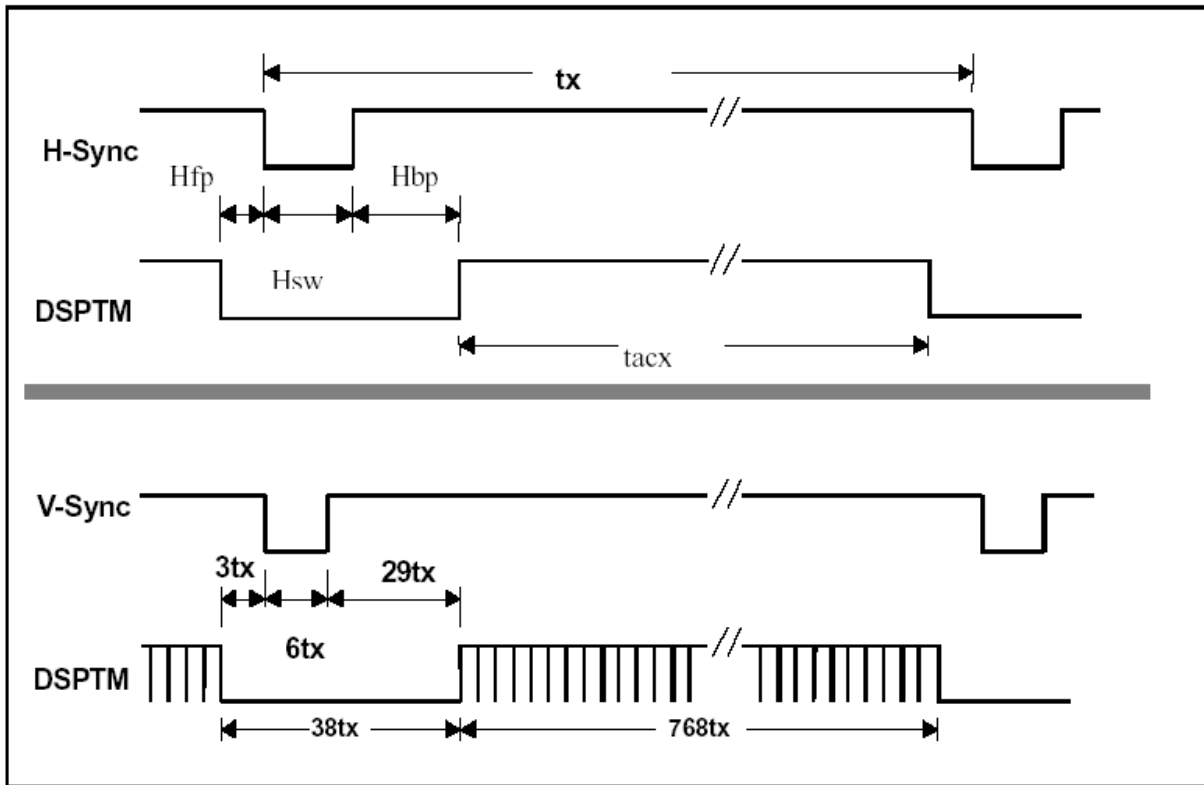 tx
H-Sync
Hfp
Hbp
Hsw
DSPTM
tacx
V-Sync
3tx
29tx
6tx
DSPTM
38tx
768tx